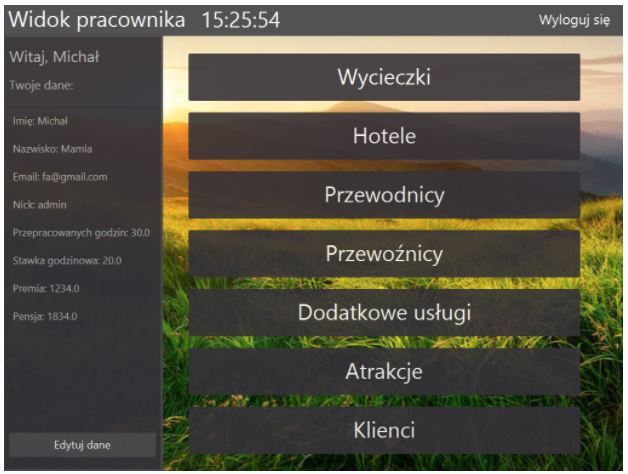 Widok pracownika 15:25:54 Wyloguj się
Witaj, Michał
Twoje dane:
Imię: Michał
Nazwisko: Mamla
Email: fa@gmail.com
Nick: admin
Przepracowanych godzin: 30.0
Stawka godzinowa: 20.0
Premia: 1234.0
Pensja: 1834.0
Edytuj dane
Wycieczki
Hotele
Przewodnicy
Przewoźnicy
Dodatkowe usługi
Atrakcje
Klienci